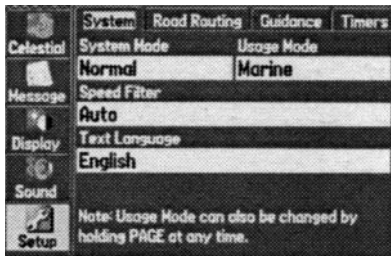 System Road Routing Guidance Timers
Celestial
System Mode Usage Mode
Normal Marine
Message
Speed Filter
Auto
Display
Text Language
English
Sound
Note: Usage Mode can also be changed by
holding PAGE at any time.
Setup